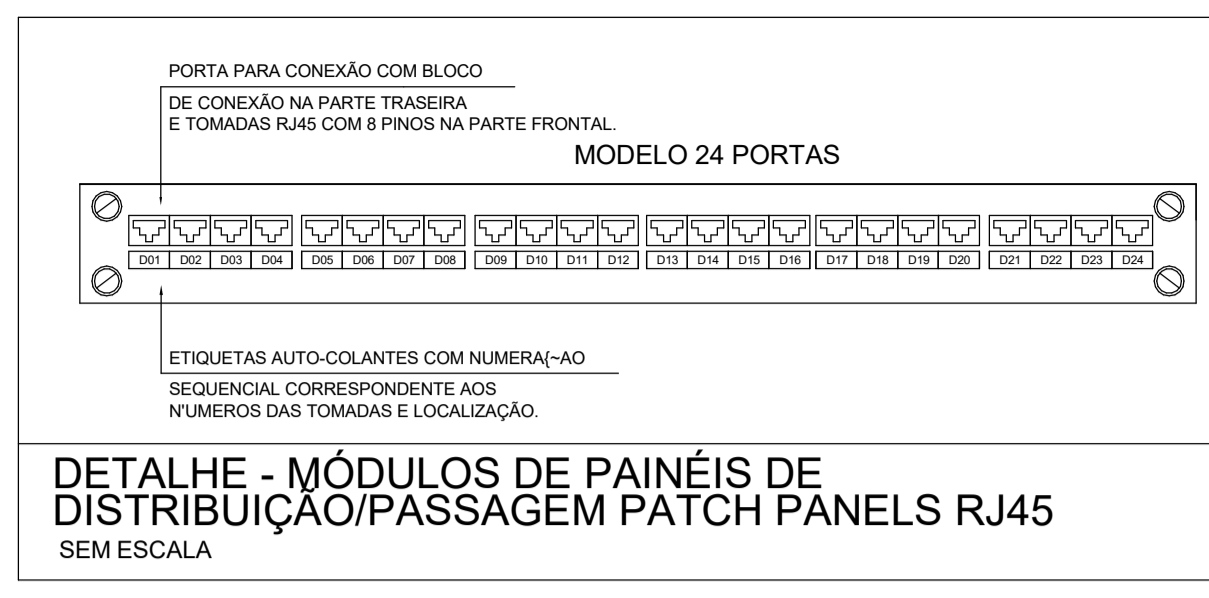 PORTA PARA CONEXÃO COM BLOCO
DE CONEXÃO NA PARTE TRASEIRA
E TOMADAS RJ45 COM 8 PINOS NA PARTE FRONTAL.
MODELO 24 PORTAS
D01 D02 D03 D04 D05 D06 D07 D08 D09 D10 D11 D12 D13 D14 D15 D16 D17 D18 D19 D20 D21 D22 D23 D24
ETIQUETAS AUTO-COLANTES COM NUMERA{~AO
SEQUENCIAL CORRESPONDENTE AOS
N'UMEROS DAS TOMADAS E LOCALIZAÇÃO.
DETALHE - MÓDULOS DE PAINÉIS DE
DISTRIBUIÇÃO/PASSAGEM PATCH PANELS RJ45
SEM ESCALA